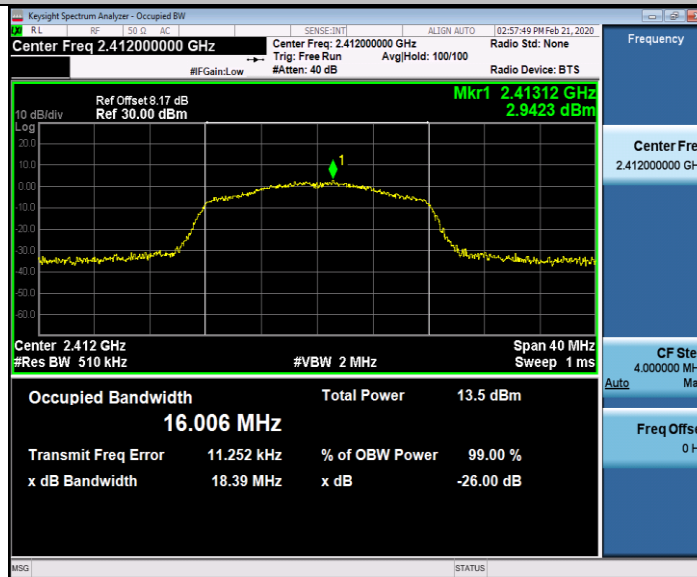 Keysight Spectrum Analyzer - Occupied BW
RL RF 50 Ω AC SENSE:INT ALIGN AUTO 02:57:49 PM Feb 21, 2020
Center Freq 2.412000000 GHz
Center Freq: 2.412000000 GHz
Radio Std: None
Trig: Free Run Avg|Hold: 100/100
#IFGain:Low #Atten: 40 dB Radio Device: BTS
Frequency
Ref Offset 8.17 dB
10 dB/div Ref 30.00 dBm
Mkr1 2.41312 GHz
2.9423 dBm
Log
20.0
10.0
0.00
-10.0
-20.0
-30.0
-40.0
-50.0
-60.0
1
Center 2.412 GHz Span 40 MHz
#Res BW 510 kHz #VBW 2 MHz Sweep 1 ms
Occupied Bandwidth Total Power 13.5 dBm
16.006 MHz
Transmit Freq Error 11.252 kHz % of OBW Power 99.00 %
x dB Bandwidth 18.39 MHz x dB -26.00 dB
Center Fre
2.412000000 GH
CF Ste
4.000000 MH
Auto Ma
Freq Offs
0 H
MSG STATUS